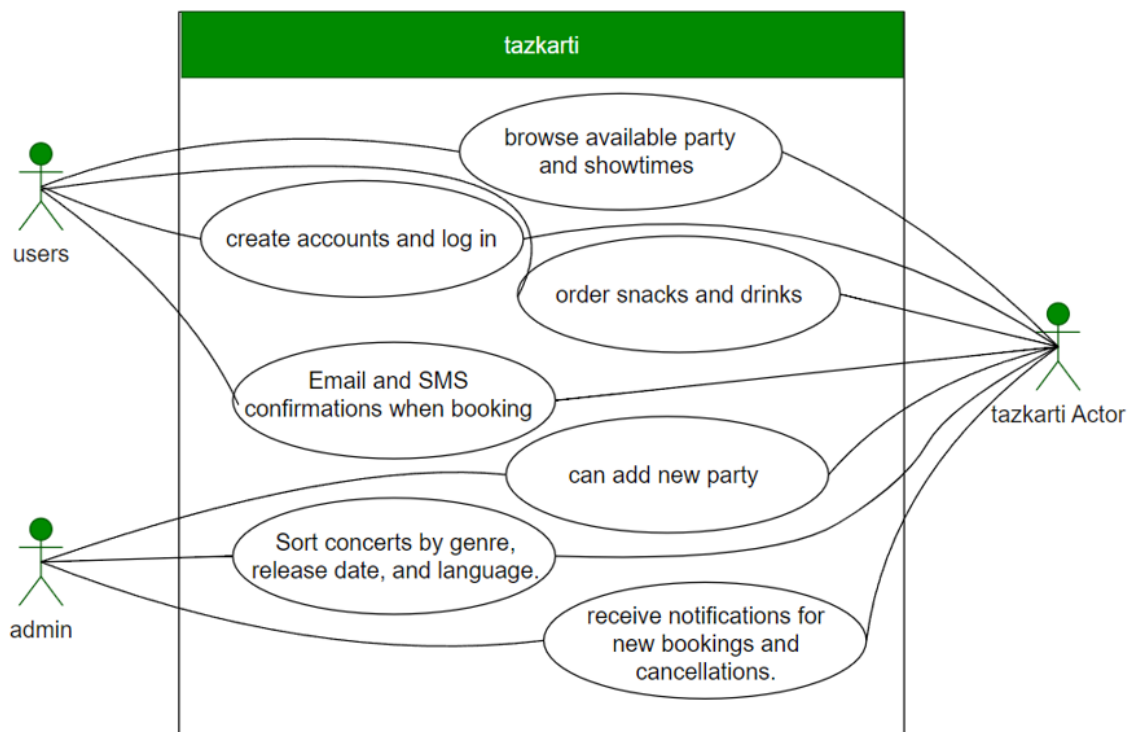 tazkarti
browse available party
and showtimes
users
create accounts and log in
order snacks and drinks
Email and SMS
confirmations when booking
tazkarti Actor
can add new party
Sort concerts by genre,
release date, and language.
admin
receive notifications for
new bookings and
cancellations.